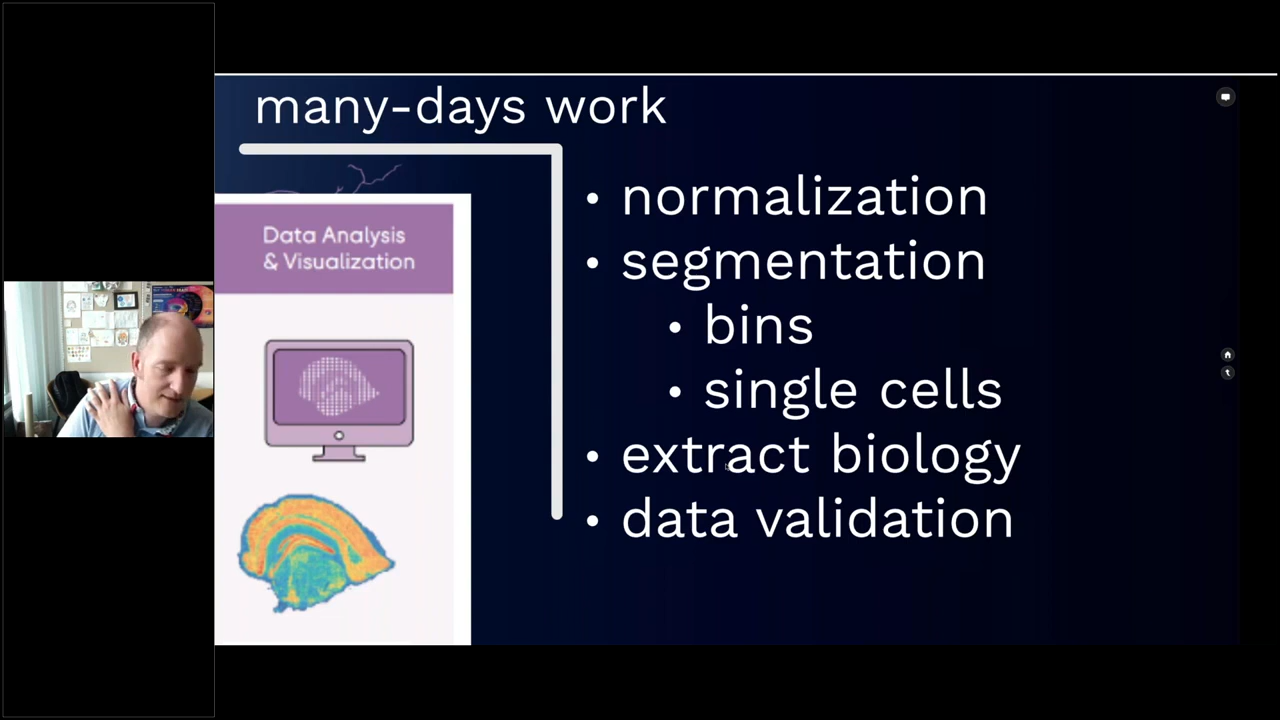 many-days work
Data Analysis
& Visualization
• normalization
• segmentation
• bins
• single cells
• extract biology
• data validation